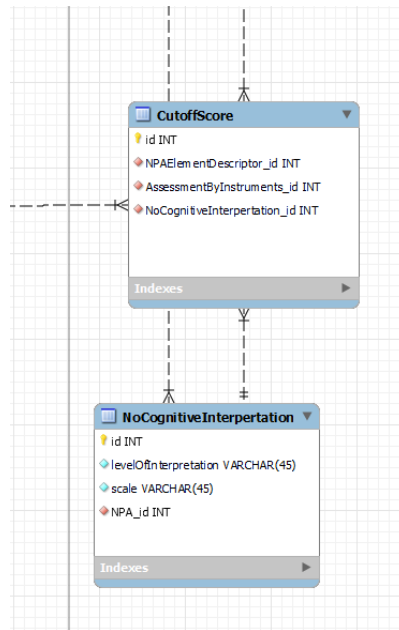 CutoffScore
id INT
NPAElementDescriptor_id INT
AssessmentByInstruments_id INT
NoCognitiveInterpertation_id INT
Indexes
NoCognitiveInterpertation
id INT
levelOfInterpretation VARCHAR(45)
scale VARCHAR(45)
NPA_id INT
Indexes